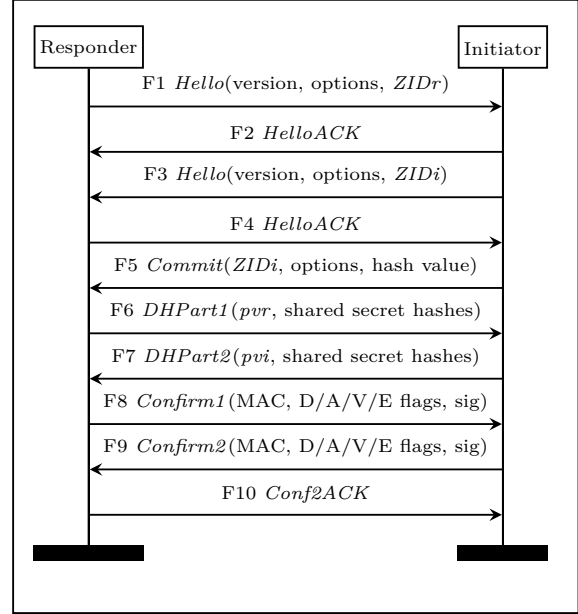 Responder
Initiator
F1 Hello(version, options, ZIDr)
F2 HelloACK
F3 Hello(version, options, ZIDi)
F4 HelloACK
F5 Commit(ZIDi, options, hash value)
F6 DHPart1(pvr, shared secret hashes)
F7 DHPart2(pvi, shared secret hashes)
F8 Confirm1(MAC, D/A/V/E flags, sig)
F9 Confirm2(MAC, D/A/V/E flags, sig)
F10 Conf2ACK